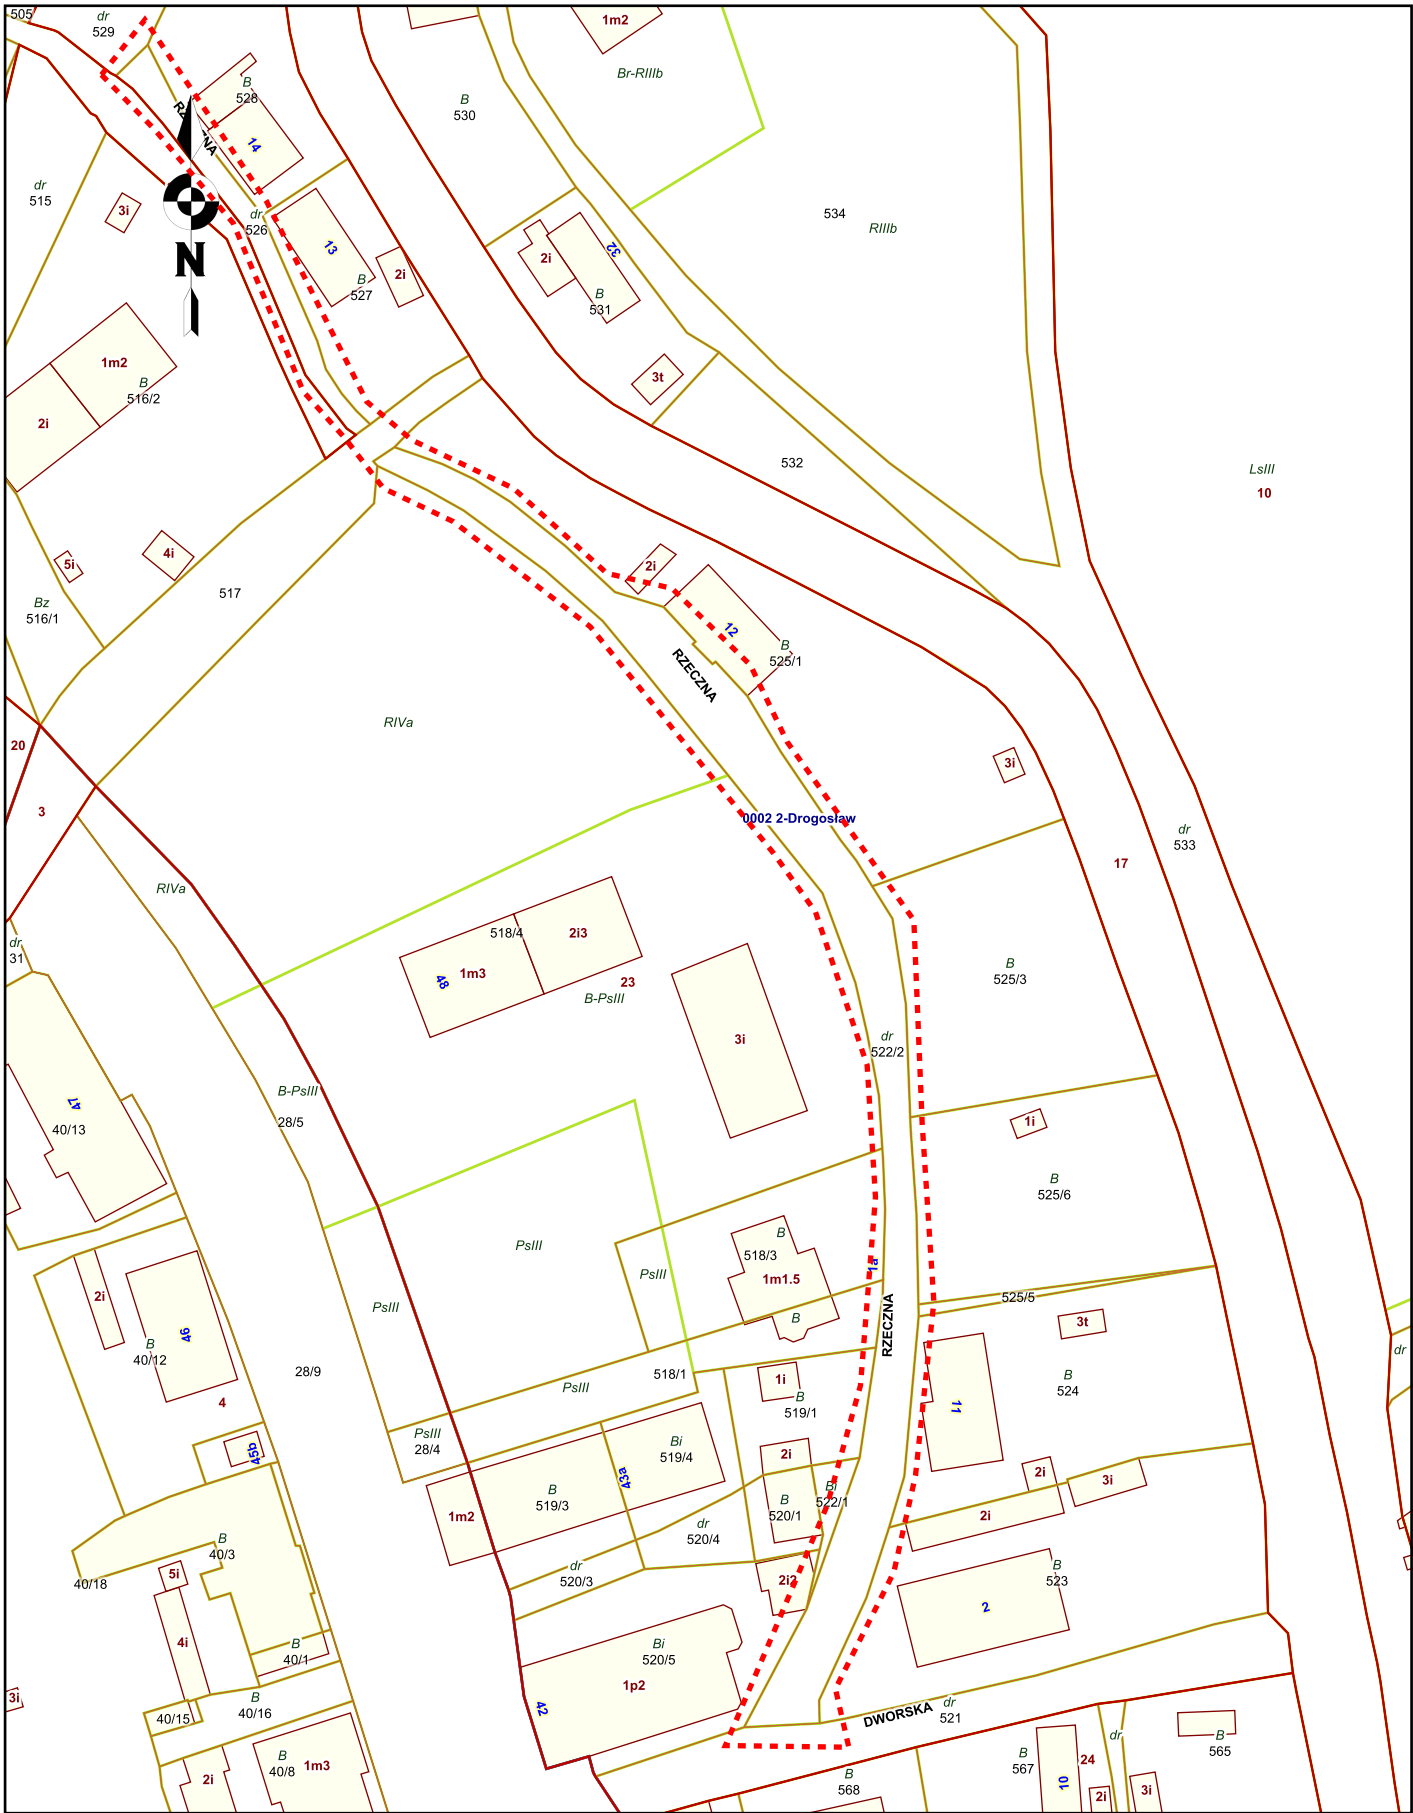 505
dr
529
1m2
Br-RIIIb
B
528
B
530
RZECZNA
14
dr
515
3i
dr
526
13
534
RIIIb
32
2i
2i
B
527
B
531
N
1m2
B
516/2
3t
2i
532
LsIII
10
4i
5i
2i
517
Bz
516/1
12
B
525/1
RZECZNA
RIVa
20
3i
3
0002 2-Drogosław
dr
533
17
RIVa
518/4
2i3
dr
31
1m3
48
23
B-PsIII
B
525/3
3i
dr
522/2
B-PsIII
28/5
47
40/13
1i
B
525/6
PsIII
B
518/3
PsIII
1a
1m1.5
2i
PsIII
525/5
B
RZECZNA
3t
46
B
40/12
dr
28/9
518/1
B
524
PsIII
1i
B
519/1
4
11
PsIII
28/4
Bi
519/4
45b
2i
43a
2i
3i
B
519/3
B
520/1
Bi
522/1
1m2
2i
dr
520/4
B
40/3
dr
520/3
5i
2i2
B
523
40/18
2
4i
B
40/1
Bi
520/5
1p2
3i
B
40/16
40/15
42
dr
521
DWORSKA
dr
B
565
B
40/8
1m3
B
567
24
2i
B
568
10
2i
3i